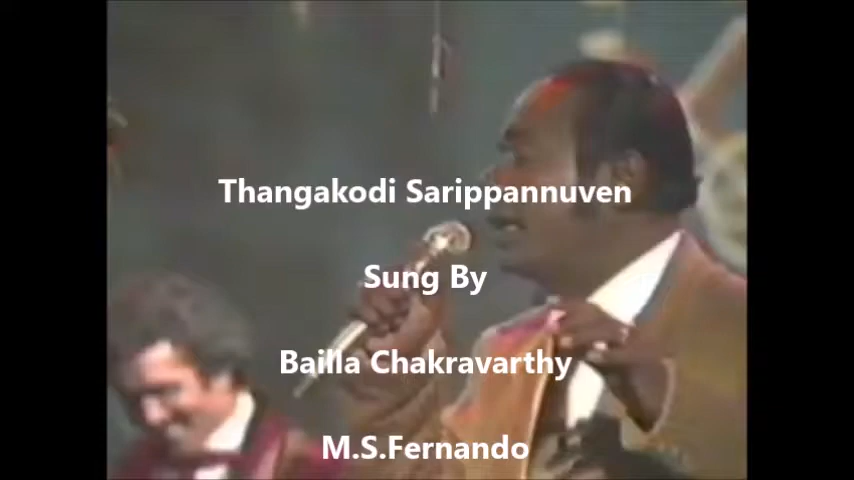 Thangakodi Sarippannuven
Sung By
Bailla Chakravarthy
M.S.Fernando